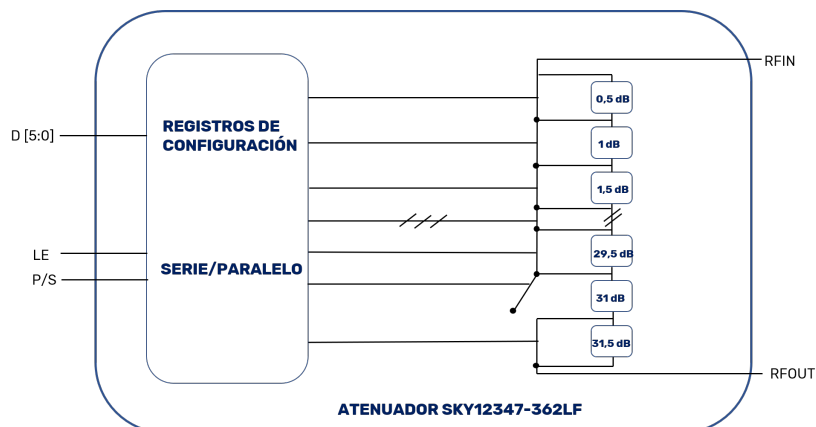 RFIN
0,5 dB
D [5:0]
REGISTROS DE
CONFIGURACIÓN
1 dB
1,5 dB
LE
29,5 dB
P/S
SERIE/PARALELO
31 dB
31,5 dB
RFOUT
ATENUADOR SKY12347-362LF